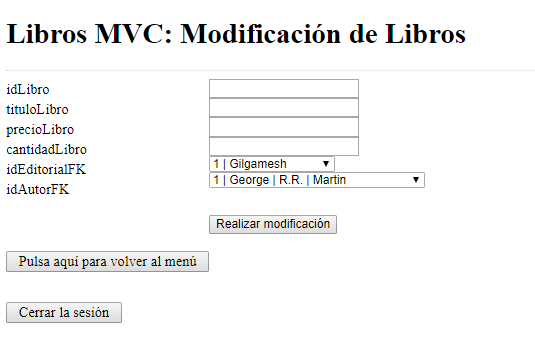 Libros MVC: Modificación de Libros
idLibro
tituloLibro
precioLibro
cantidadLibro
idEditorialFK 1 | Gilgamesh
idAutorFK 1 | George | R.R. | Martin
Realizar modificación
Pulsa aquí para volver al menú
Cerrar la sesión